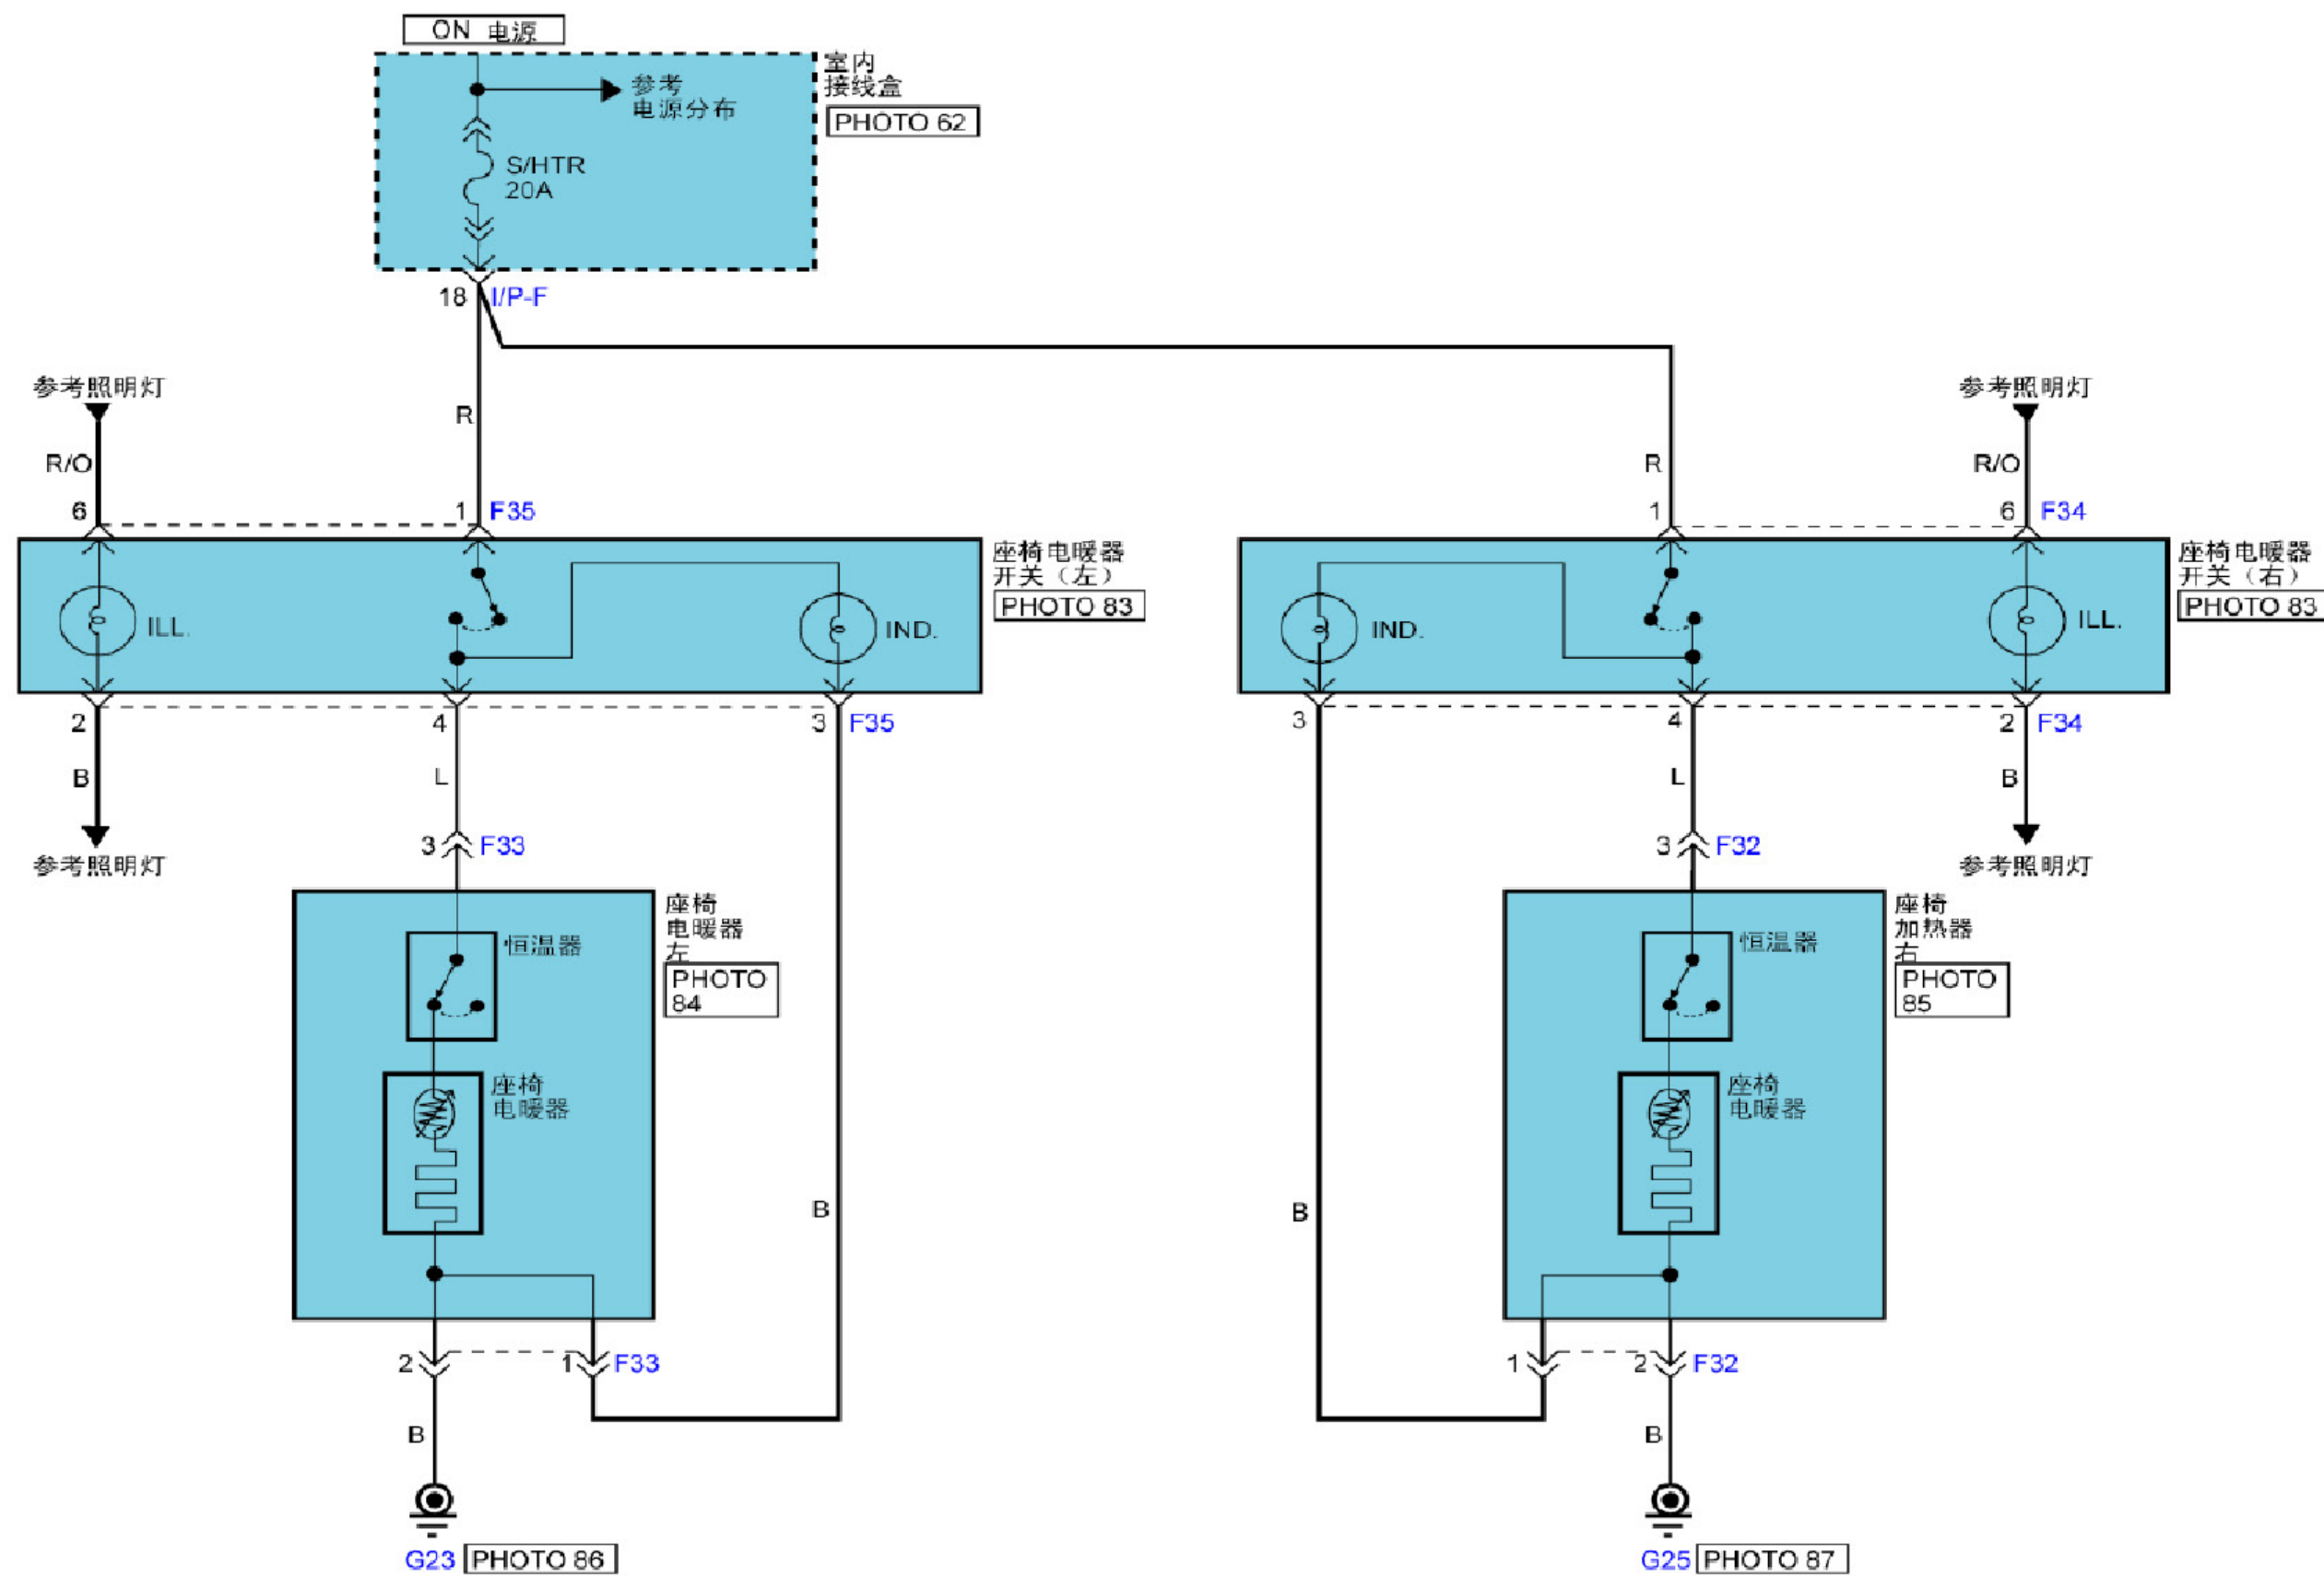 ON 电源
室内
接线盒
PHOTO 62
参考
电源分布
S/HTR
20A
18 I/P-F
参考照明灯
参考照明灯
R
R/O
R
R/O
6
1 F35
1
6 F34
座椅电暖器
开关（左）
PHOTO 83
座椅电暖器
开关（右）
PHOTO 83
ILL.
IND.
IND.
ILL.
2
4
3 F35
3
4
2 F34
B
L
L
B
3 F33
3 F32
参考照明灯
参考照明灯
座椅
电暖器
左
PHOTO
84
恒温器
座椅
电暖器
座椅
加热器
右
PHOTO
85
恒温器
座椅
电暖器
B
B
2
1 F33
1
2 F32
B
B
G23 PHOTO 86
G25 PHOTO 87